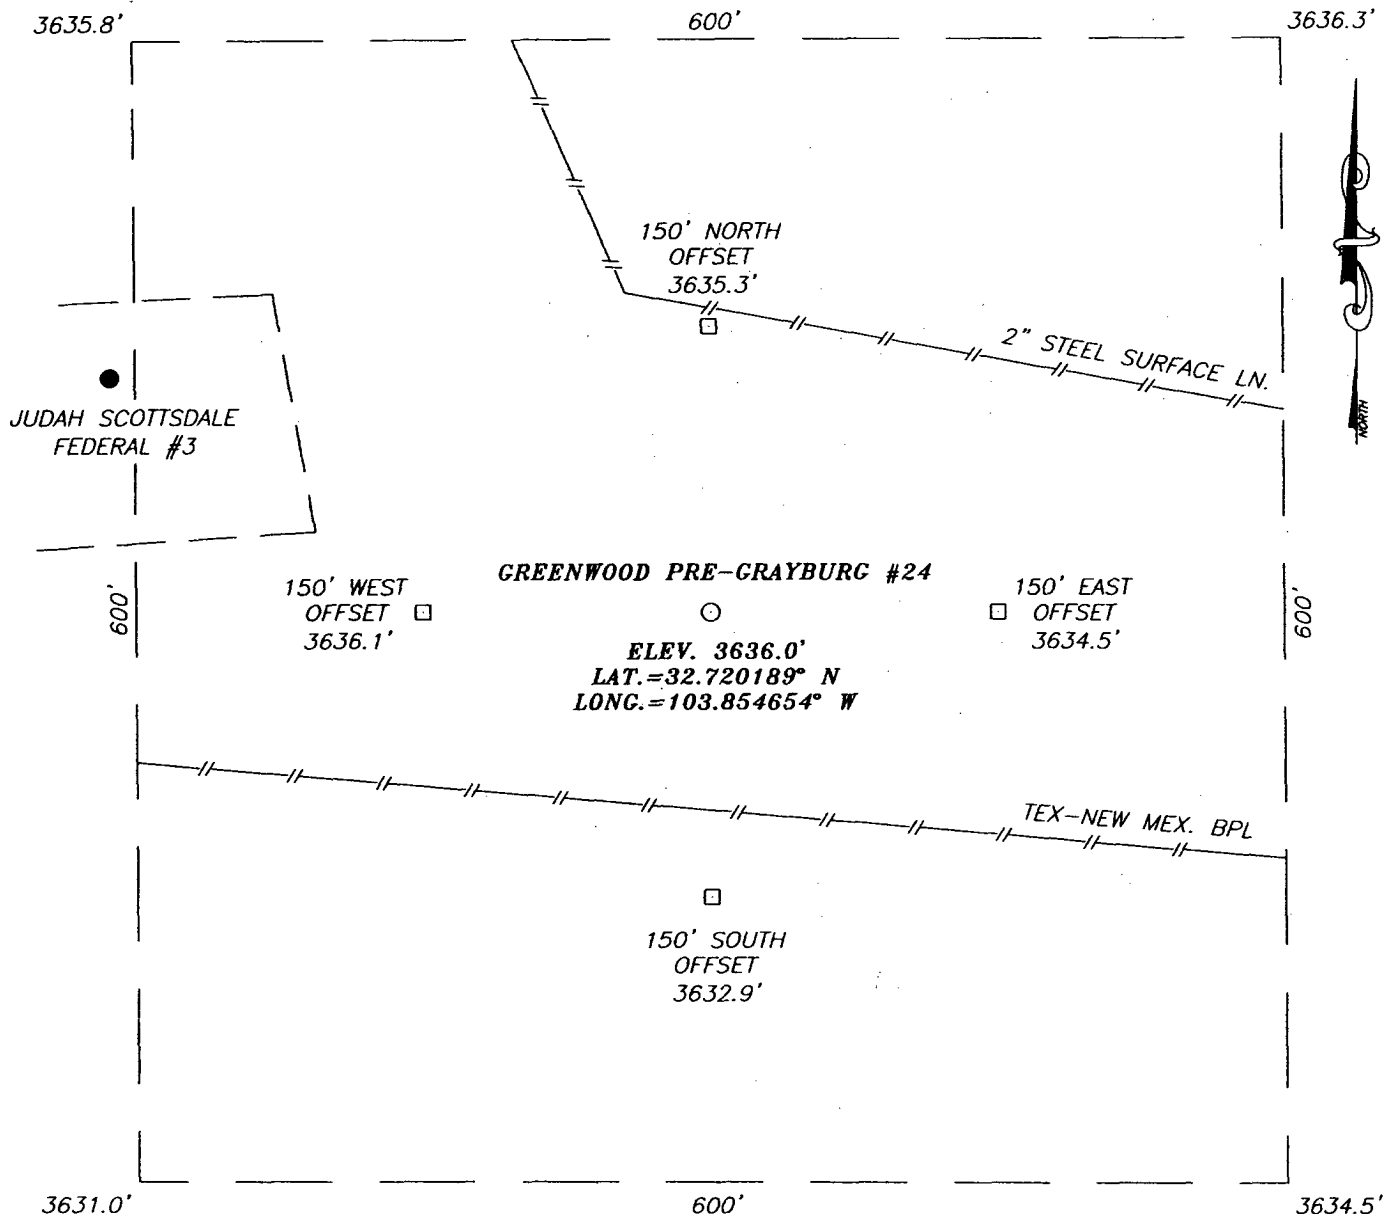 3635.8'
600'
3636.3'
150' NORTH
OFFSET
3635.3'
2" STEEL SURFACE LN.
NORTH
JUDAH SCOTTSDALE
FEDERAL #3
GREENWOOD PRE-GRAYBURG #24
150' WEST
OFFSET
3636.1'
150' EAST
OFFSET
3634.5'
600'
600'
ELEV. 3636.0'
LAT.=32.720189° N
LONG.=103.854654° W
TEX-NEW MEX. BPL
150' SOUTH
OFFSET
3632.9'
3631.0'
600'
3634.5'